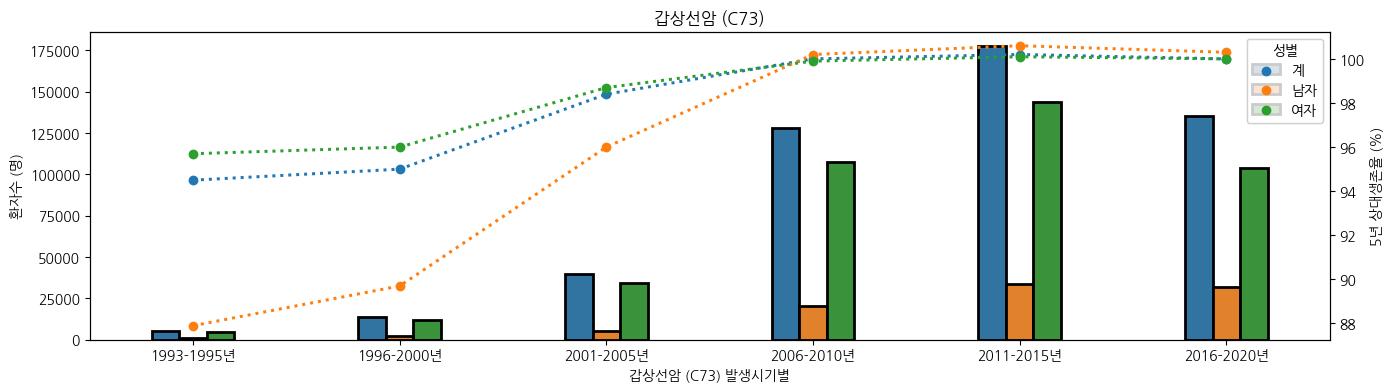 갑상선암 (C73)
환자수 (명)
175000
150000
125000
100000
75000
50000
25000
0
성별
계
남자
여자
100
98
96
94
92
90
88
5년 상대생존율 (%)
1993-1995년
1996-2000년
2001-2005년
2006-2010년
2011-2015년
2016-2020년
갑상선암 (C73) 발생시기별